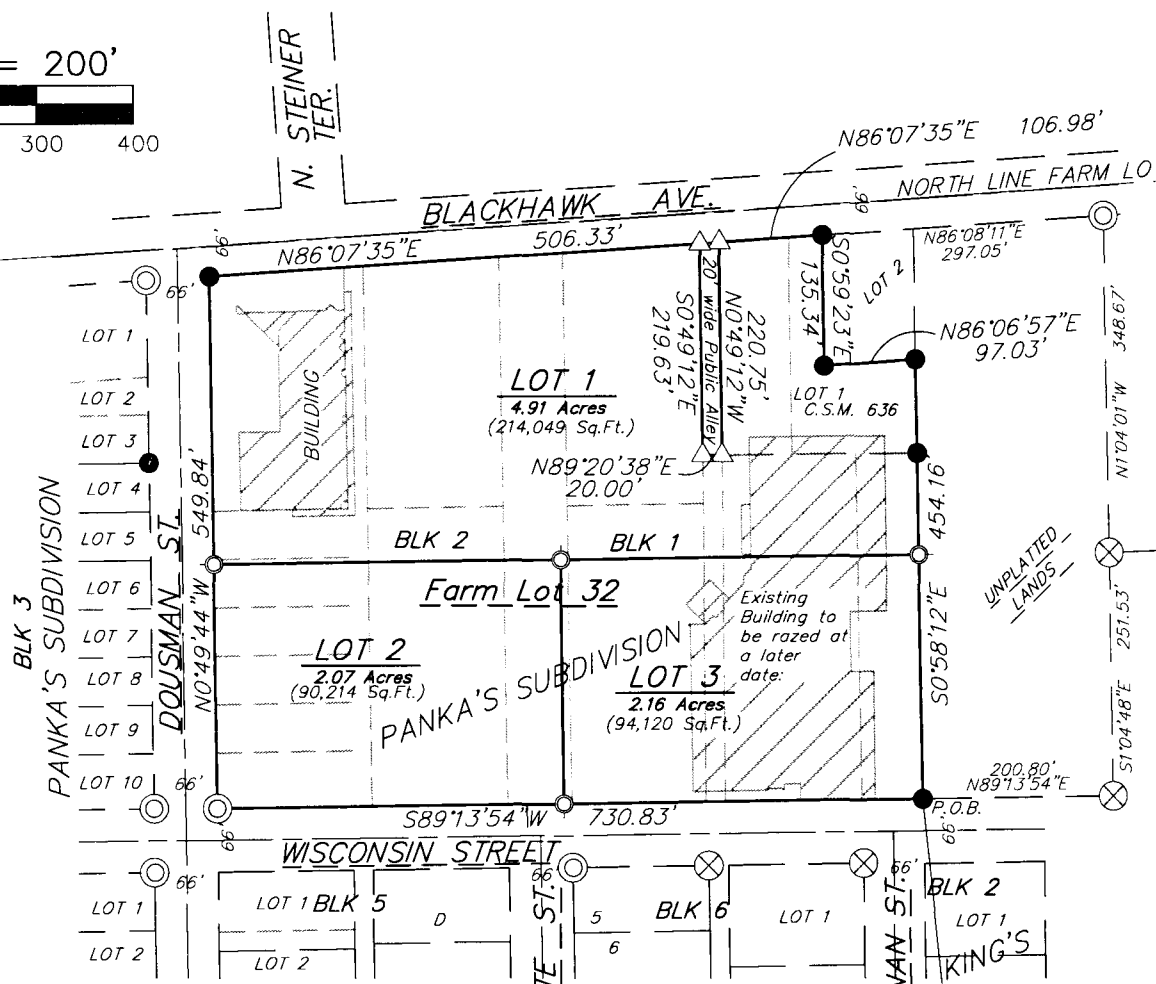 = 200'
300 400
N. STEINER
TER.
N86°07'35"E 106.98'
NORTH LINE FARM LO
BLACKHAWK AVE.
66'
66'
N86°07'35"E 506.33'
N86°08'11"E
297.05'
66'
LOT 2
S0°59'23"E
135.34'
348.67'
N1°04'01"W
N86°06'57"E
97.03'
20' wide Public Alley
220.75'
N0°49'12"W
S0°49'12"E
219.63'
LOT 1
C.S.M. 636
LOT 1
4.91 Acres
(214,049 Sq.Ft.)
BUILDING
N89°20'38"E
20.00'
LOT 1
LOT 2
LOT 3
LOT 4
LOT 5
LOT 6
LOT 7
LOT 8
LOT 9
LOT 10
BLK 3
PANKA'S SUBDIVISION
DOUSMAN ST.
N0°49'44"W 549.84'
BLK 2
BLK 1
454.16
S0°58'12"E
UNPLATTED
LANDS
251.53'
S1°04'48"E
Farm Lot 32
Existing
Building to
be razed at
a later
date.
LOT 2
2.07 Acres
(90,214 Sq.Ft.)
PANKA'S SUBDIVISION
LOT 3
2.16 Acres
(94,120 Sq.Ft.)
200.80'
N89°13'54"E
P.O.B.
66'
66'
66'
S89°13'54"W 730.83'
WISCONSIN STREET
66'
66'
66'
LOT 1
LOT 2
LOT 1
BLK 5
LOT 2
D
TE ST.
5
6
BLK 6
LOT 1
NAN ST.
BLK 2
LOT 1
KING'S